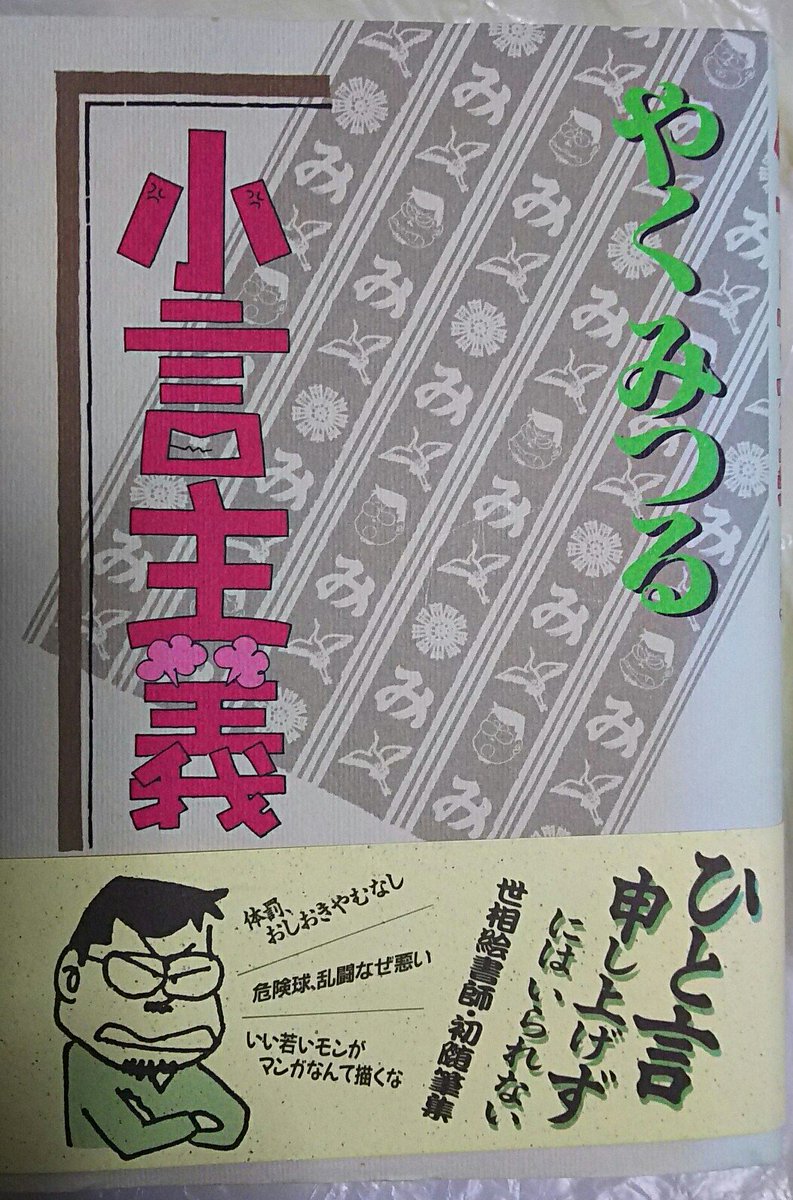 やくみつる
小言主義
ひと言
申し上げず
にはいられない
世相絵書師・初随筆集
体罰、
おしおきやむなし
危険球、乱闘なぜ悪い
いい若いモンが
マンガなんて描くな